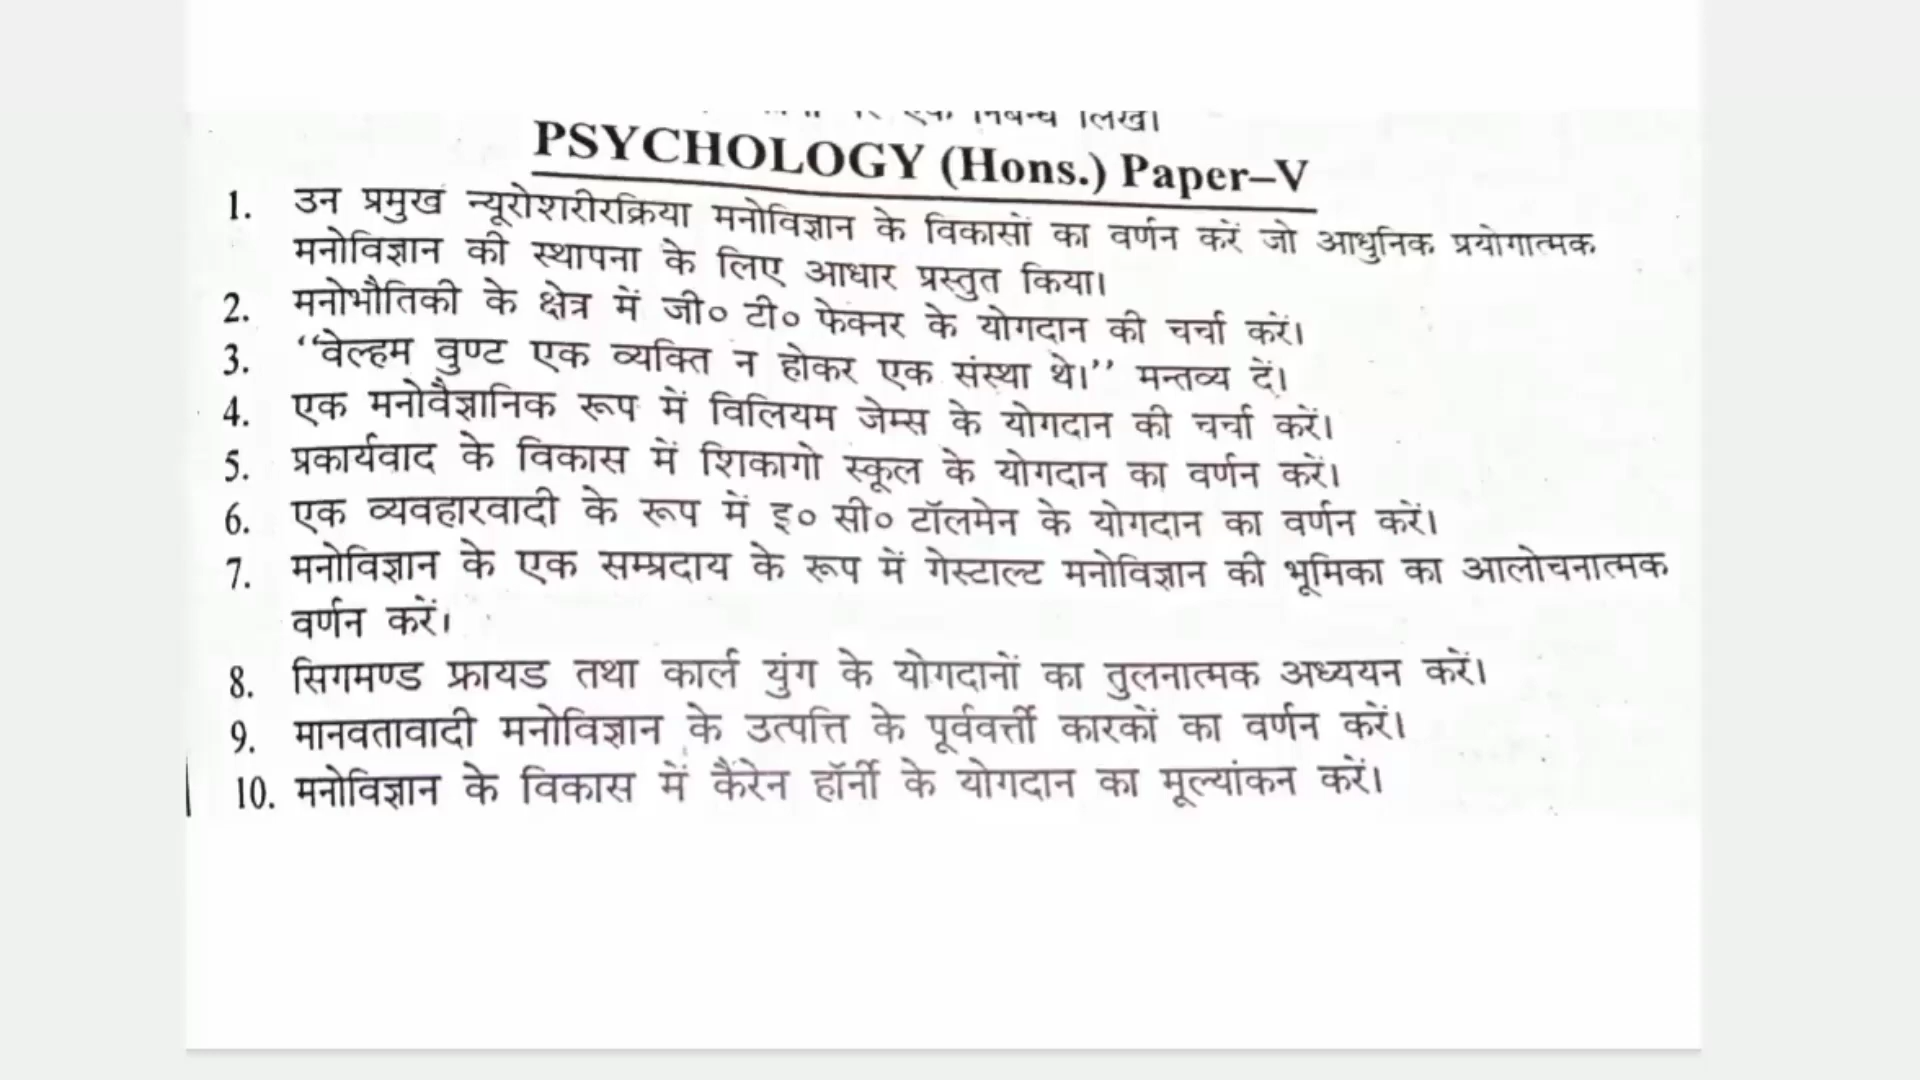 निबन्ध लिखें।
PSYCHOLOGY (Hons.) Paper–V
1. उन प्रमुख न्यूरोशरीरक्रिया मनोविज्ञान के विकासों का वर्णन करें जो आधुनिक प्रयोगात्मक
मनोविज्ञान की स्थापना के लिए आधार प्रस्तुत किया।
2. मनोभौतिकी के क्षेत्र में जी० टी० फेक्नर के योगदान की चर्चा करें।
3. “वेल्हम वुण्ट एक व्यक्ति न होकर एक संस्था थे।” मन्तव्य दें।
4. एक मनोवैज्ञानिक रूप में विलियम जेम्स के योगदान की चर्चा करें।
5. प्रकार्यवाद के विकास में शिकागो स्कूल के योगदान का वर्णन करें।
6. एक व्यवहारवादी के रूप में इ० सी० टॉलमेन के योगदान का वर्णन करें।
7. मनोविज्ञान के एक सम्प्रदाय के रूप में गेस्टाल्ट मनोविज्ञान की भूमिका का आलोचनात्मक
वर्णन करें।
8. सिगमण्ड फ्रायड तथा कार्ल युंग के योगदानों का तुलनात्मक अध्ययन करें।
9. मानवतावादी मनोविज्ञान के उत्पत्ति के पूर्ववर्त्ती कारकों का वर्णन करें।
10. मनोविज्ञान के विकास में कैरेन हॉर्नी के योगदान का मूल्यांकन करें।